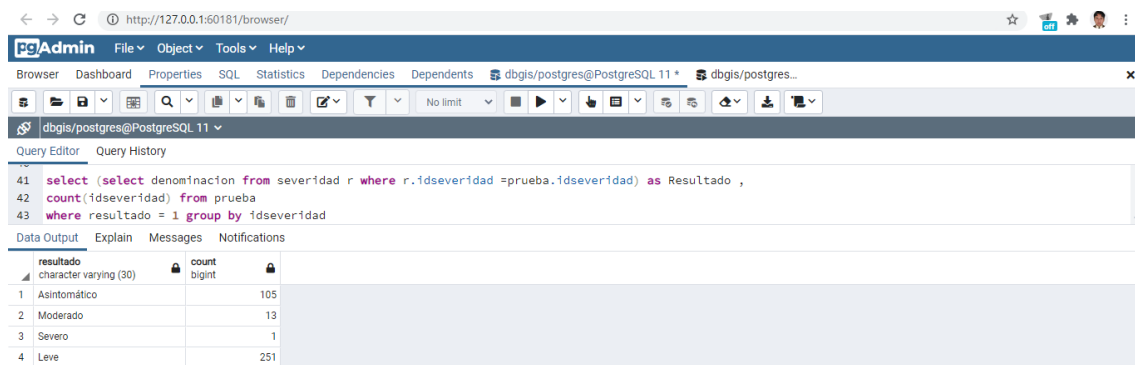 http://127.0.0.1:60181/browser/
off
pgAdmin File Object Tools Help
Browser Dashboard Properties SQL Statistics Dependencies Dependents dbgis/postgres@PostgreSQL 11 * dbgis/postgres...
No limit
dbgis/postgres@PostgreSQL 11
Query Editor Query History
41 select (select denominacion from severidad r where r.idseveridad =prueba.idseveridad) as Resultado ,
42 count(idseveridad) from prueba
43 where resultado = 1 group by idseveridad
Data Output Explain Messages Notifications
resultado count
character varying (30) bigint
1 Asintomático 105
2 Moderado 13
3 Severo 1
4 Leve 251